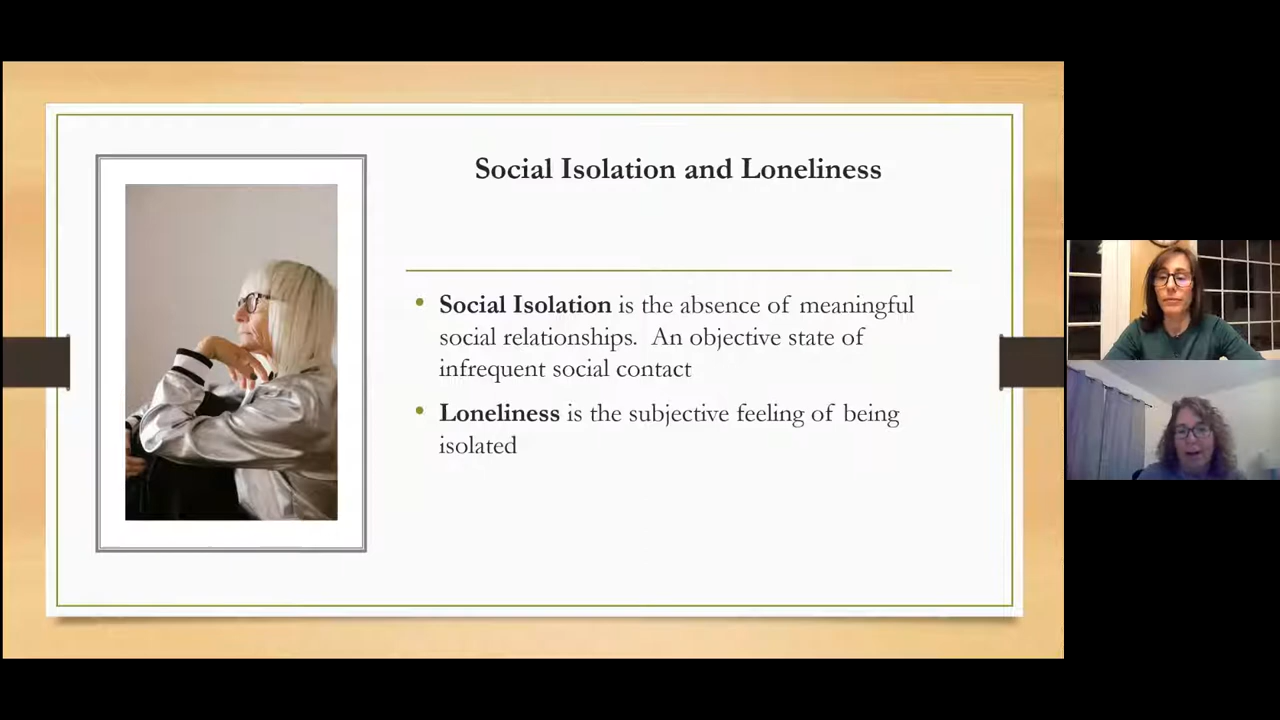 Social Isolation and Loneliness
• Social Isolation is the absence of meaningful
social relationships.  An objective state of
infrequent social contact
• Loneliness is the subjective feeling of being
isolated